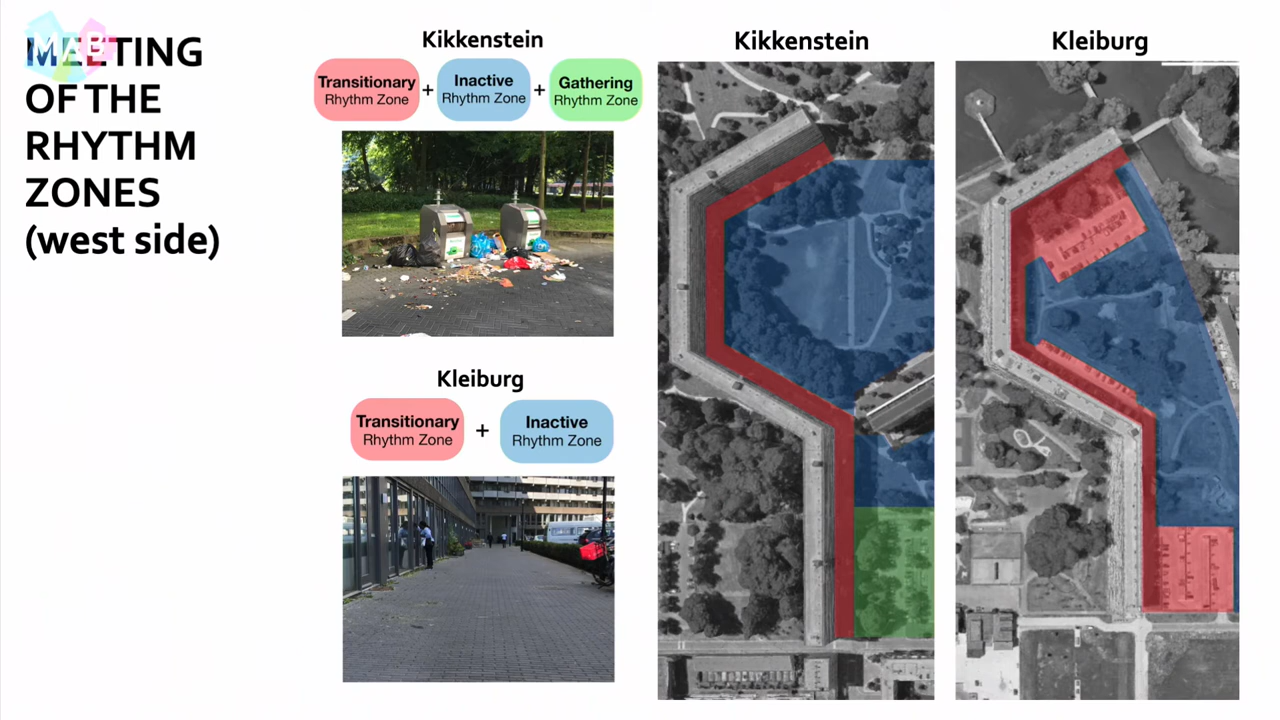 MAB
MEETING
OF THE
RHYTHM
ZONES
(west side)
Kikkenstein
Transitionary
Rhythm Zone
+
Inactive
Rhythm Zone
+
Gathering
Rhythm Zone
Kleiburg
Transitionary
Rhythm Zone
+
Inactive
Rhythm Zone
Kikkenstein
Kleiburg